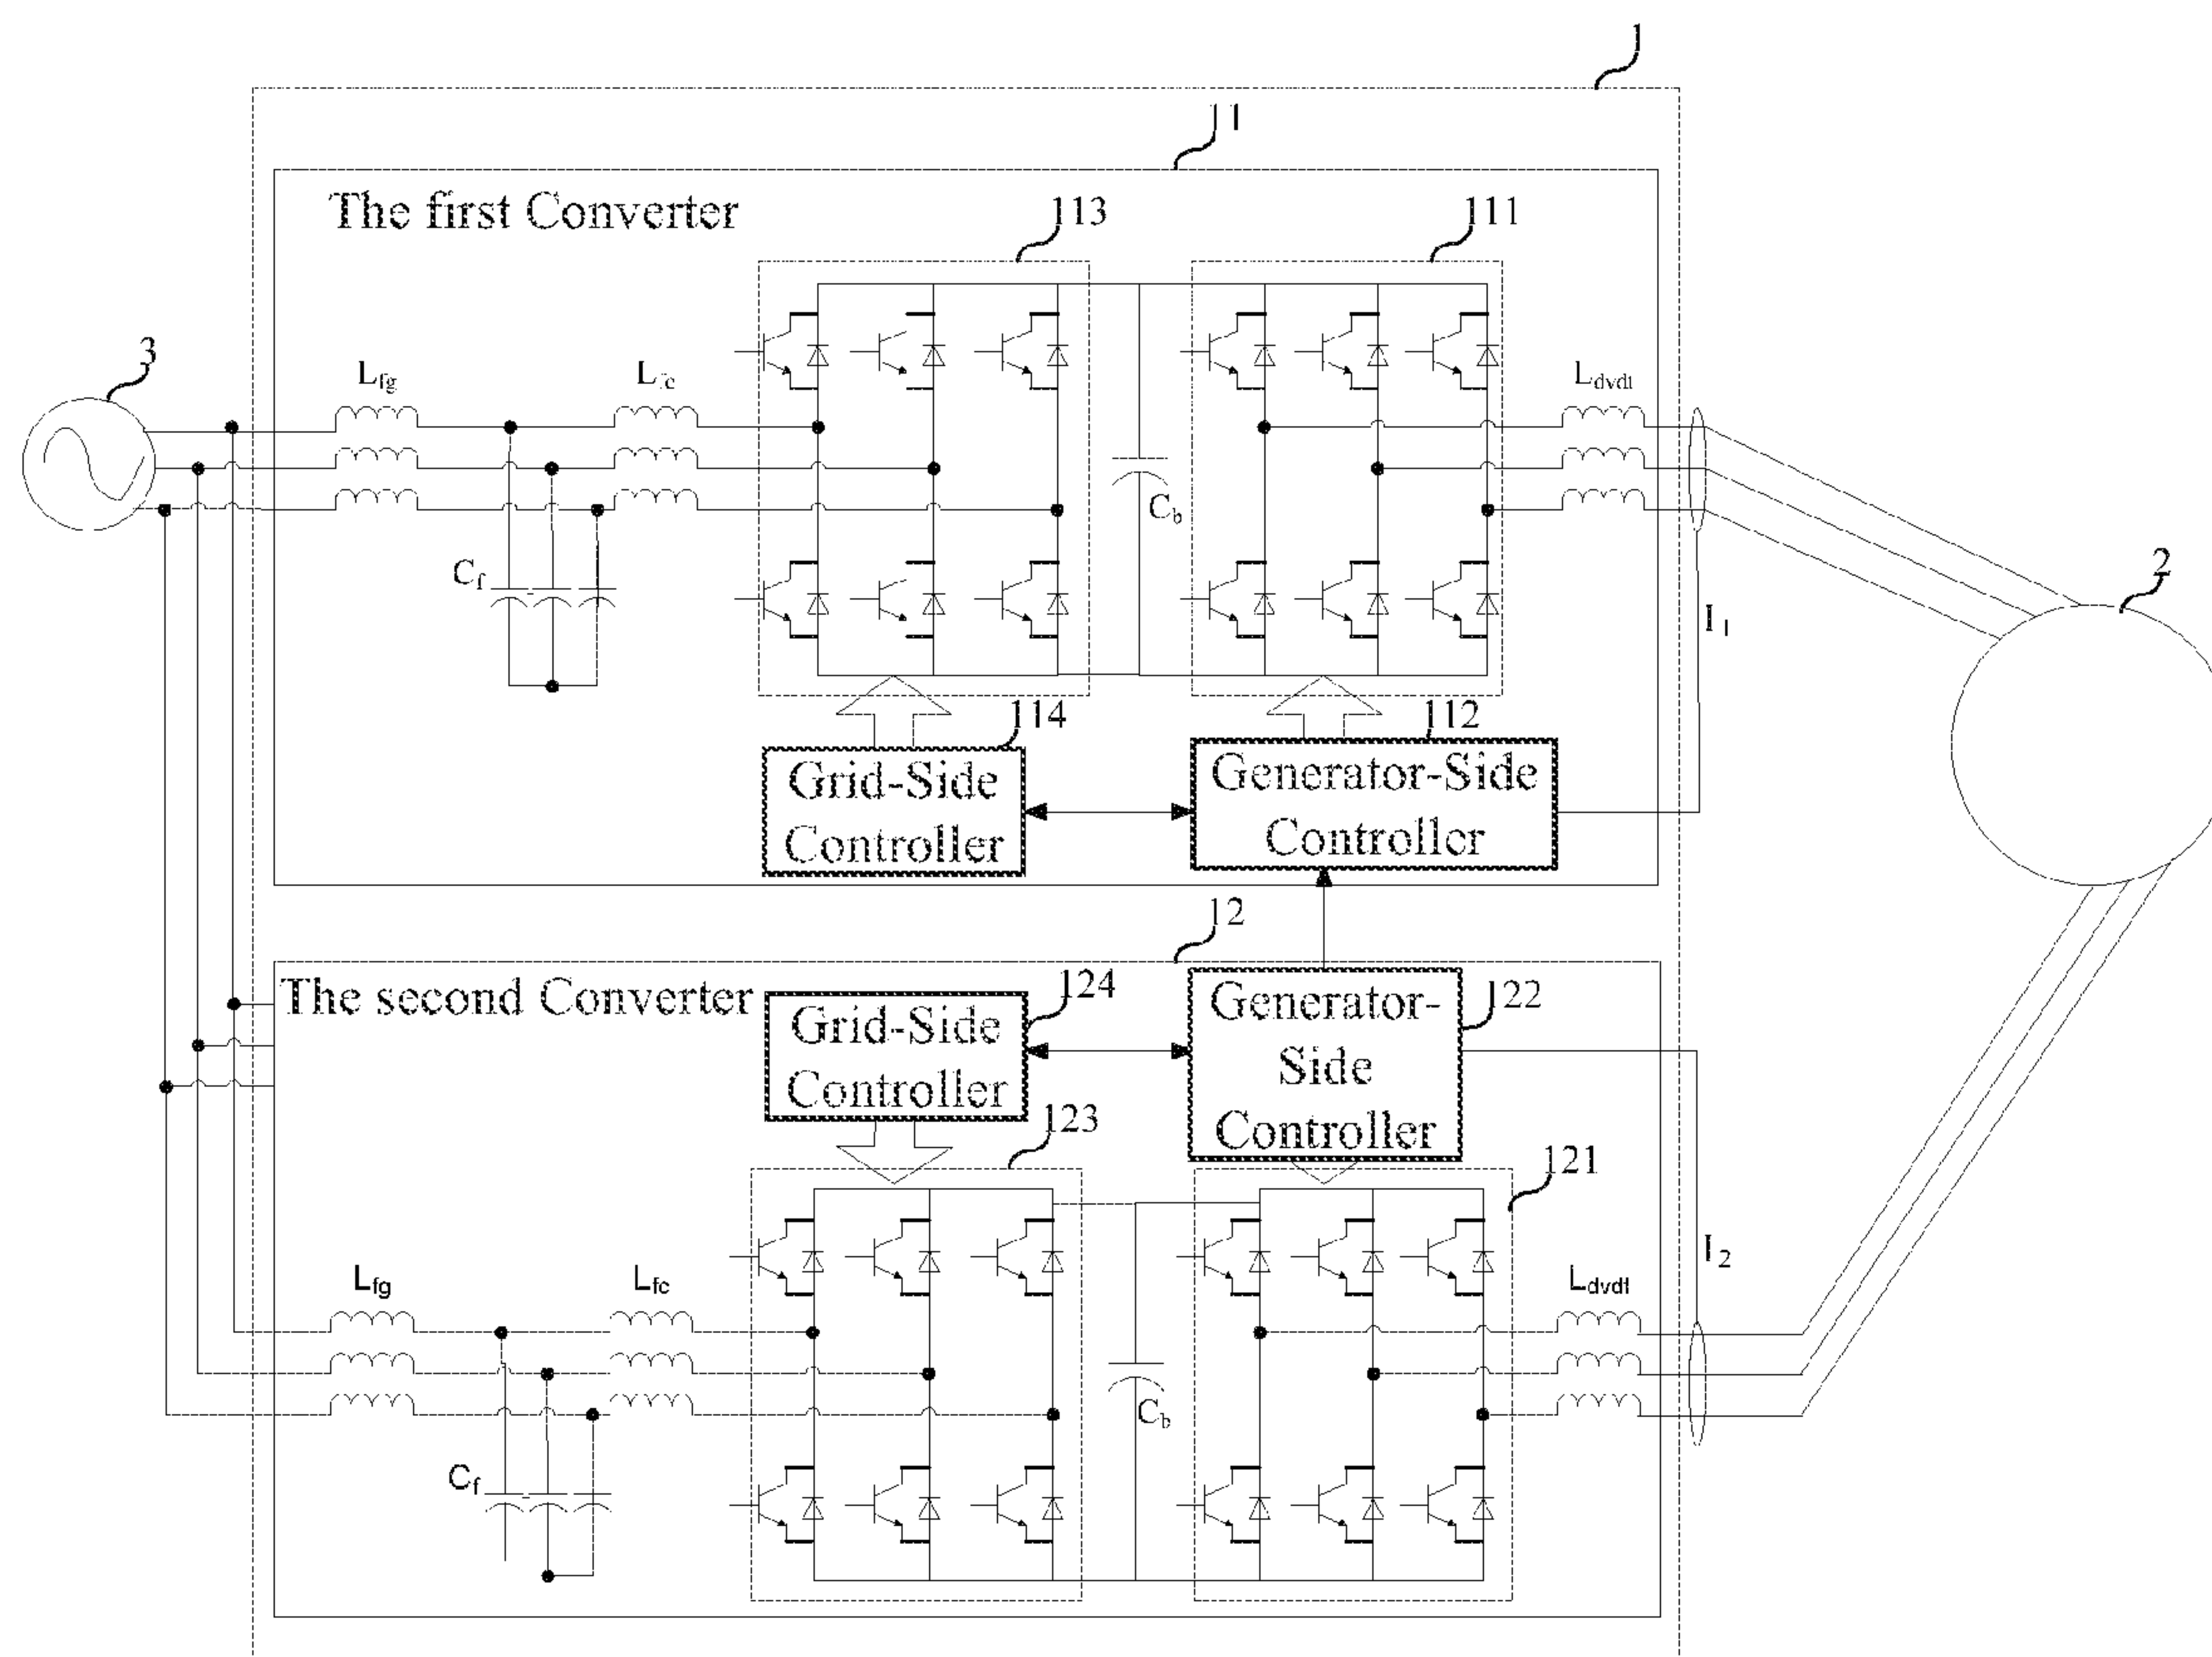 1
11
The first Converter
113
111
3
Lfg
Lfc
Ldvdt
Cb
Cf
2
I1
114
112
Grid-Side
Controller
Generator-Side
Controller
12
The second Converter
124
Grid-Side
Controller
Generator-
Side
Controller
122
123
121
I2
Lfg
Lfc
Ldvdt
Cb
Cf